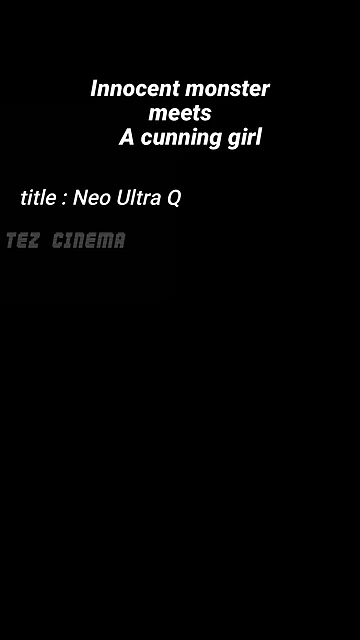 Innocent monster
meets
A cunning girl
title : Neo Ultra Q
TEZ CINEMA